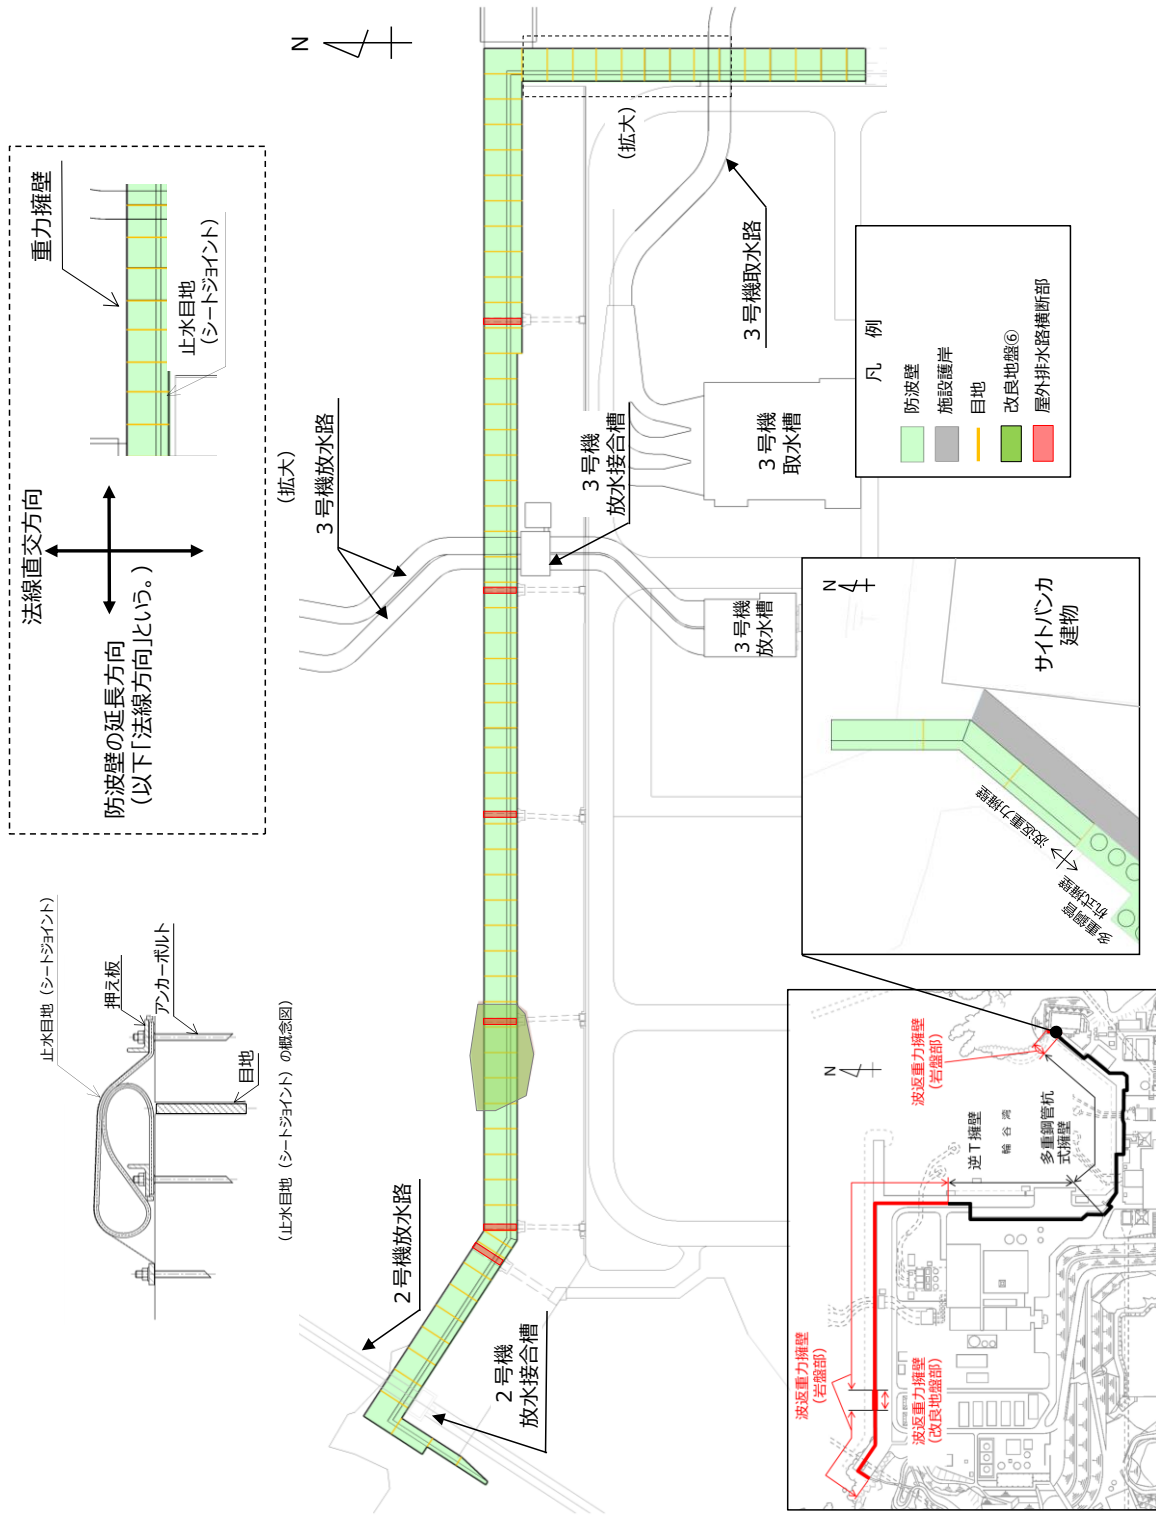 法線直交方向
防波壁の延長方向
(以下「法線方向」という。)
重力擁壁
止水目地
(シートジョイント)
(拡大)
N
止水目地（シートジョイント）
押え板
アンカーボルト
目地
(止水目地（シートジョイント）の概念図)
2号機放水路
2号機
放水接合槽
3号機放水路
3号機
放水接合槽
3号機
放水槽
3号機
取水槽
3号機取水路
(拡大)
凡 例
防波壁
施設護岸
目地
改良地盤⑥
屋外排水路横断部
N
サイトバンカ
建物
波返重力擁壁
多重鋼管
杭式擁壁
N
波返重力擁壁
(岩盤部)
波返重力擁壁
(改良地盤部)
波返重力擁壁
(岩盤部)
逆T擁壁
輪谷湾
多重鋼管杭
式擁壁